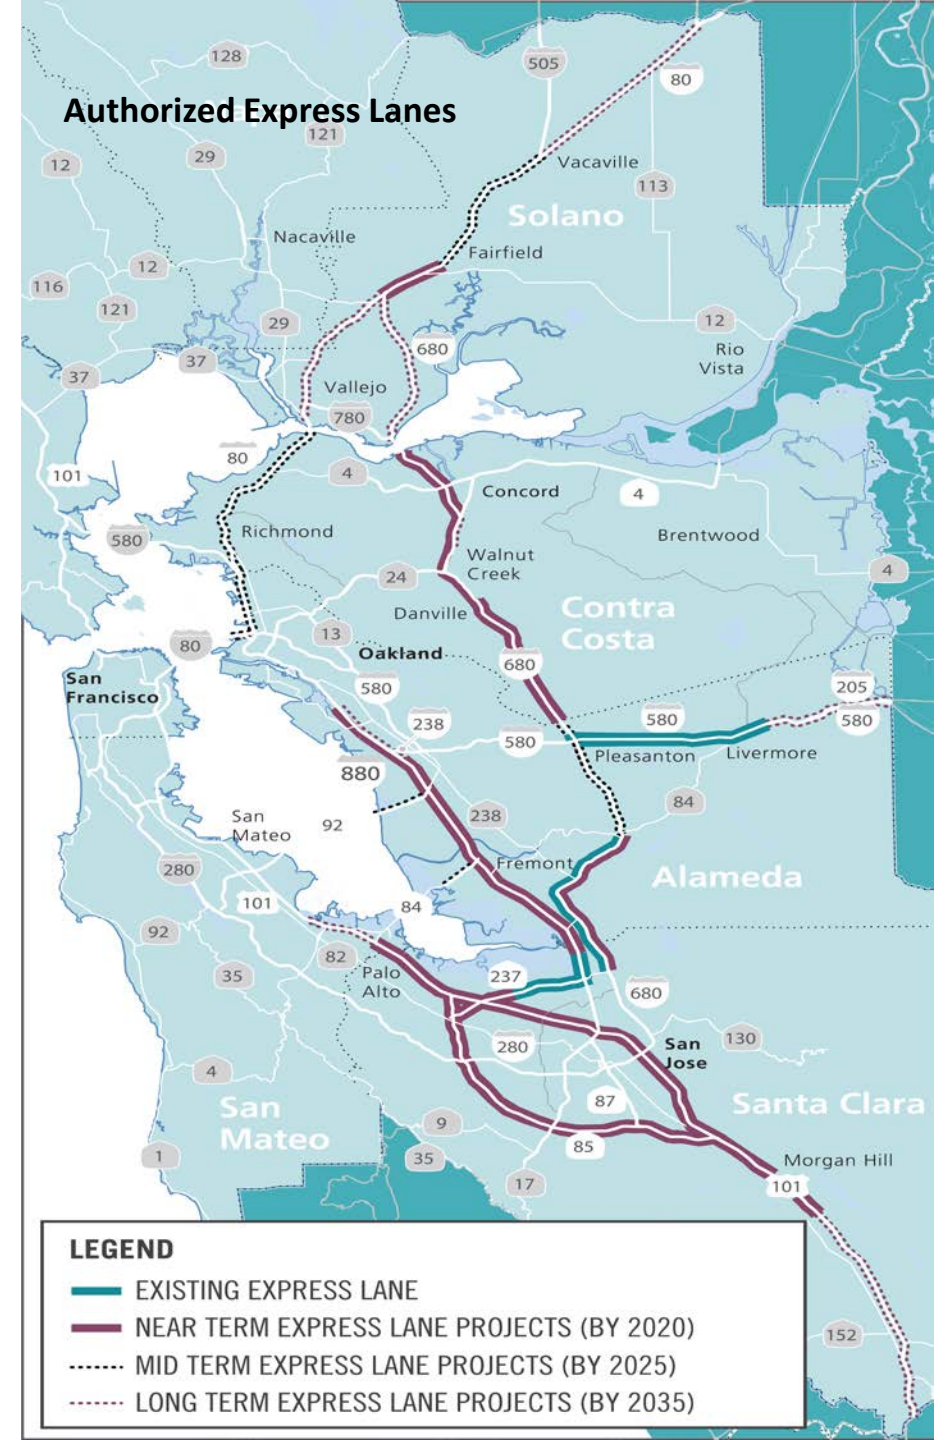 128
505
80
Authorized Express Lanes
121
12
29
Vacaville
113
Solano
Nacaville
Fairfield
12
116
121
29
12
680
Rio
Vista
37
37
Vallejo
780
80
101
4
Concord
4
Richmond
Brentwood
580
Walnut
Creek
24
4
Danville
Contra
Costa
13
80
Oakland
680
San
Francisco
580
205
238
580
580
580
Pleasanton
Livermore
880
84
San
Mateo
92
238
280
Fremont
Alameda
101
84
92
82
35
Palo
Alto
237
680
280
San
Jose
130
4
87
San
Mateo
Santa Clara
9
85
1
35
Morgan Hill
17
101
LEGEND
EXISTING EXPRESS LANE
NEAR TERM EXPRESS LANE PROJECTS (BY 2020)
152
MID TERM EXPRESS LANE PROJECTS (BY 2025)
LONG TERM EXPRESS LANE PROJECTS (BY 2035)